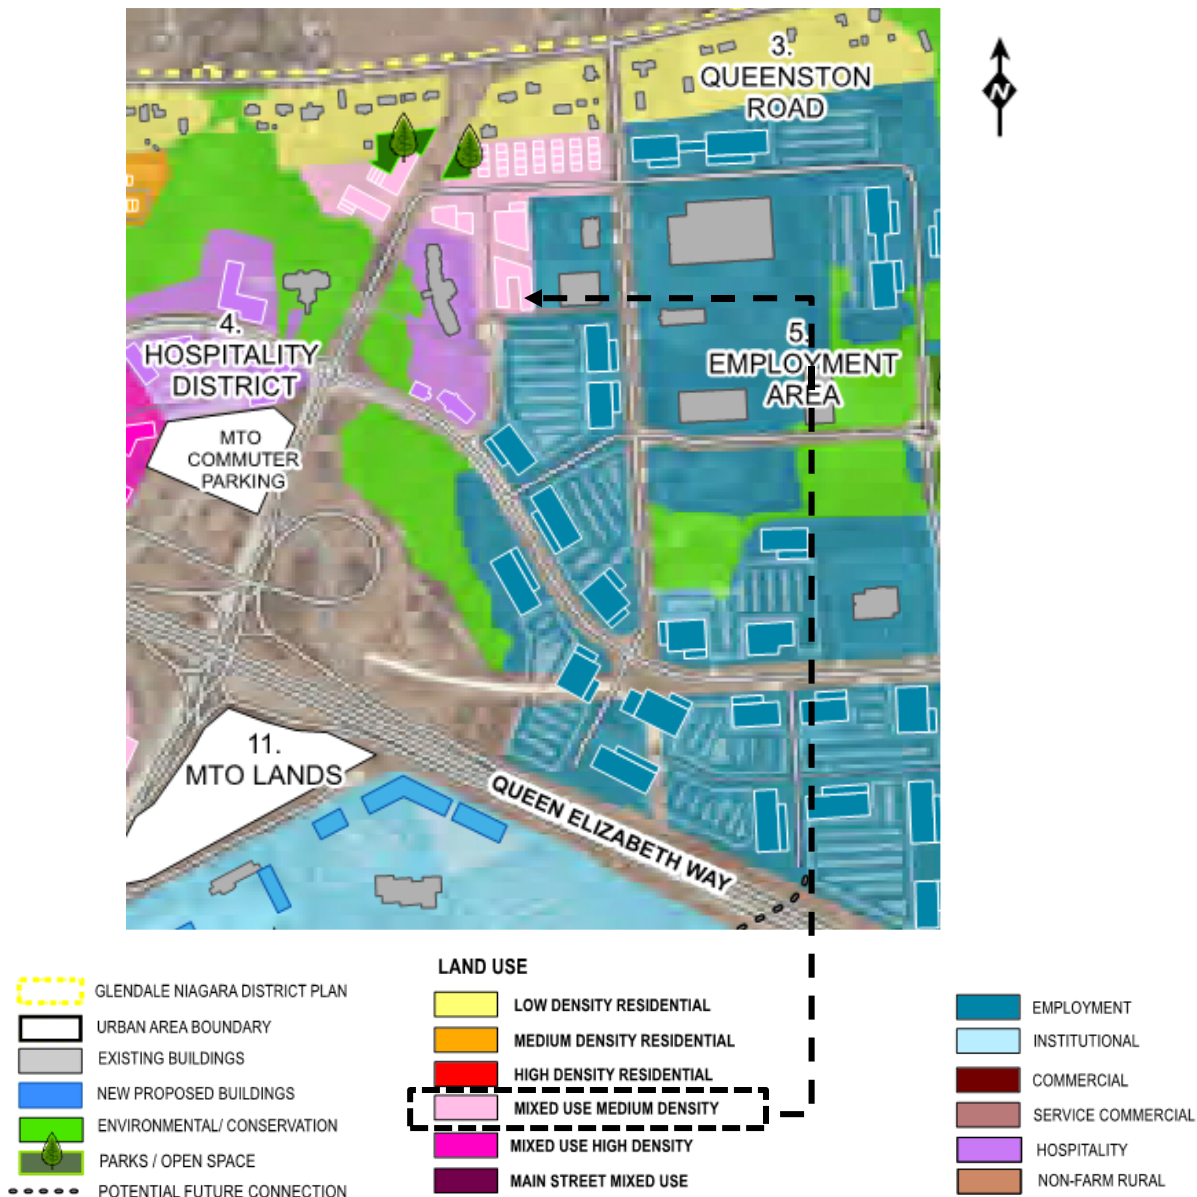 3.
QUEENSTON
ROAD
N
4.
HOSPITALITY
DISTRICT
5.
EMPLOYMENT
AREA
MTO
COMMUTER
PARKING
11.
MTO LANDS
QUEEN ELIZABETH WAY
GLENDALE NIAGARA DISTRICT PLAN
URBAN AREA BOUNDARY
EXISTING BUILDINGS
NEW PROPOSED BUILDINGS
ENVIRONMENTAL/ CONSERVATION
PARKS / OPEN SPACE
POTENTIAL FUTURE CONNECTION
LAND USE
LOW DENSITY RESIDENTIAL
MEDIUM DENSITY RESIDENTIAL
HIGH DENSITY RESIDENTIAL
MIXED USE MEDIUM DENSITY
MIXED USE HIGH DENSITY
MAIN STREET MIXED USE
EMPLOYMENT
INSTITUTIONAL
COMMERCIAL
SERVICE COMMERCIAL
HOSPITALITY
NON-FARM RURAL